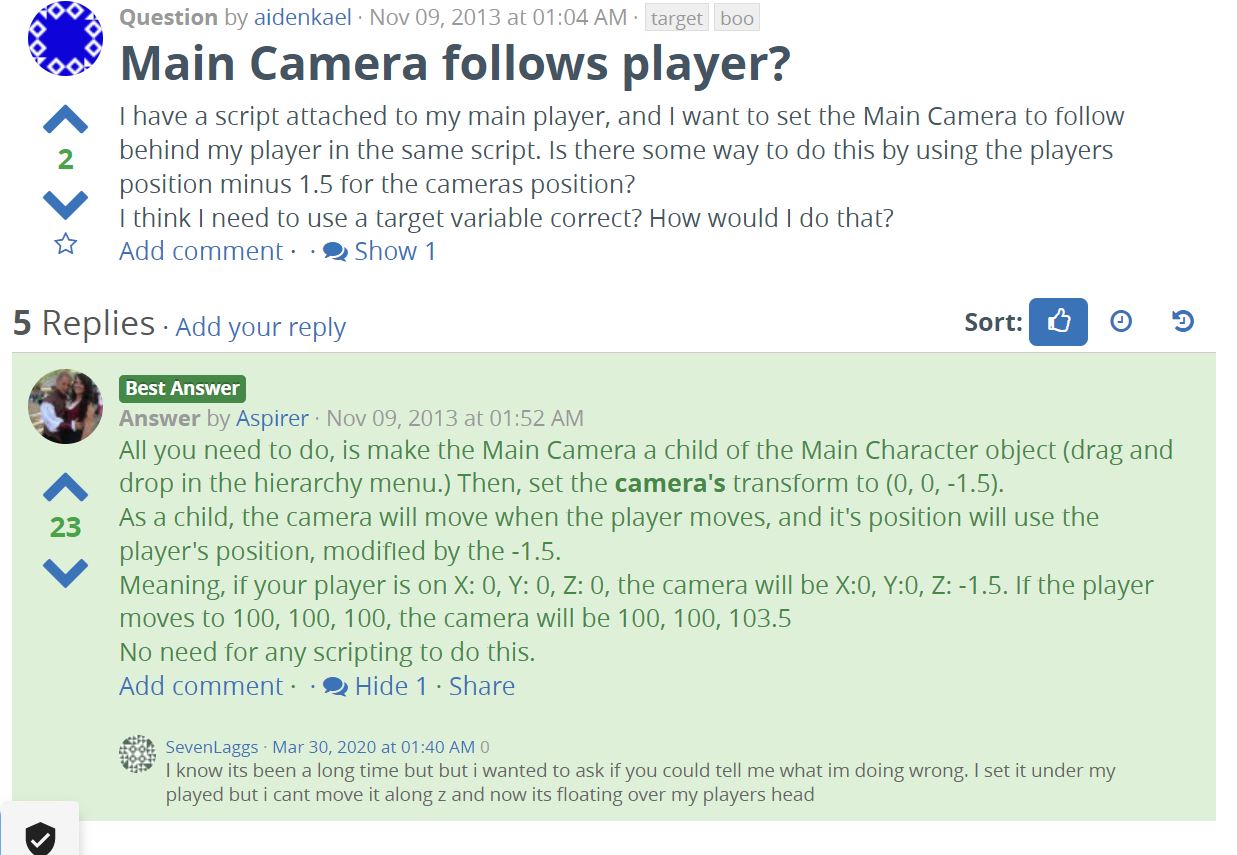 Question by aidenkael · Nov 09, 2013 at 01:04 AM · target boo
Main Camera follows player?
I have a script attached to my main player, and I want to set the Main Camera to follow
behind my player in the same script. Is there some way to do this by using the players
position minus 1.5 for the cameras position?
2
I think I need to use a target variable correct? How would I do that?
Add comment · · Show 1
5 Replies · Add your reply
Sort:
Best Answer
Answer by Aspirer · Nov 09, 2013 at 01:52 AM
All you need to do, is make the Main Camera a child of the Main Character object (drag and
drop in the hierarchy menu.) Then, set the camera's transform to (0, 0, -1.5).
As a child, the camera will move when the player moves, and it's position will use the
23
player's position, modified by the -1.5.
Meaning, if your player is on X: 0, Y: 0, Z: 0, the camera will be X:0, Y:0, Z: -1.5. If the player
moves to 100, 100, 100, the camera will be 100, 100, 103.5
No need for any scripting to do this.
Add comment · · Hide 1 · Share
SevenLaggs · Mar 30, 2020 at 01:40 AM 0
I know its been a long time but but i wanted to ask if you could tell me what im doing wrong. I set it under my
played but i cant move it along z and now its floating over my players head